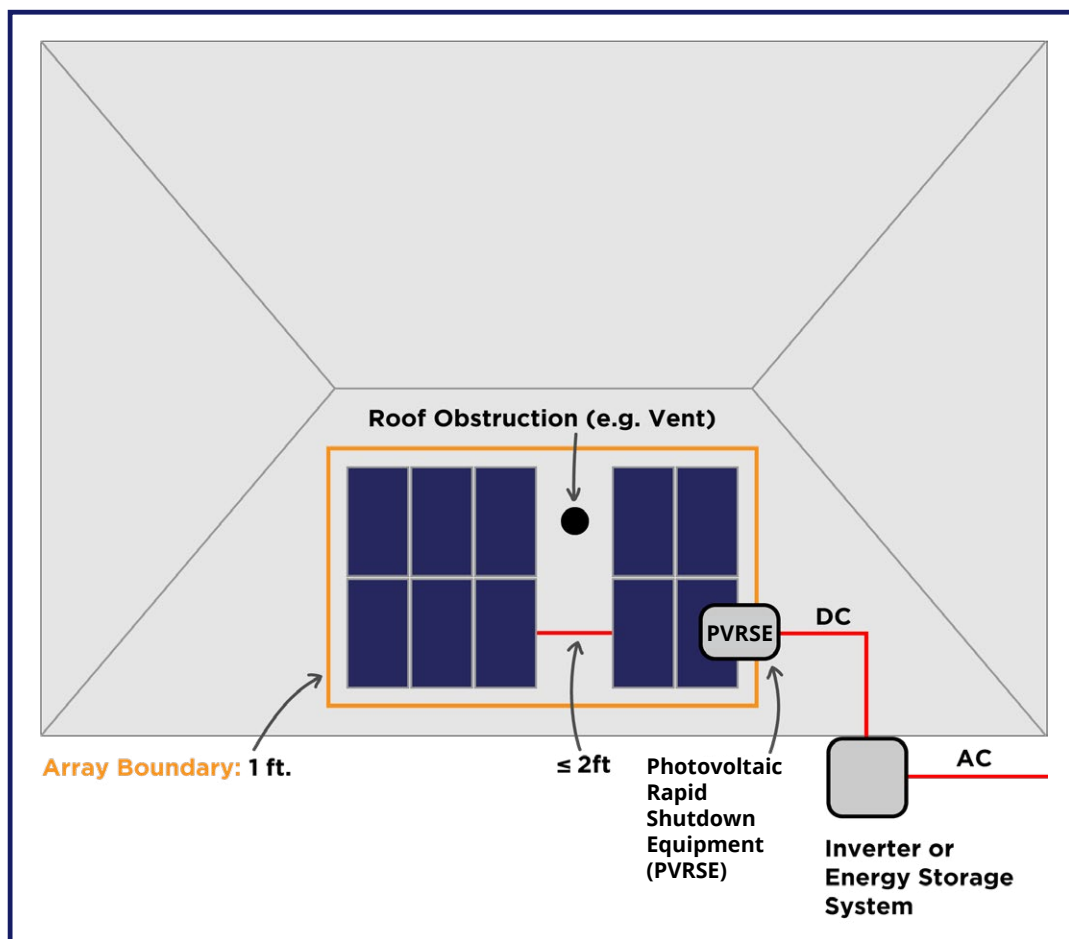 Roof Obstruction (e.g. Vent)
PVRSE
DC
Array Boundary: 1 ft.
≤ 2ft
Photovoltaic
Rapid
Shutdown
Equipment
(PVRSE)
AC
Inverter or
Energy Storage
System